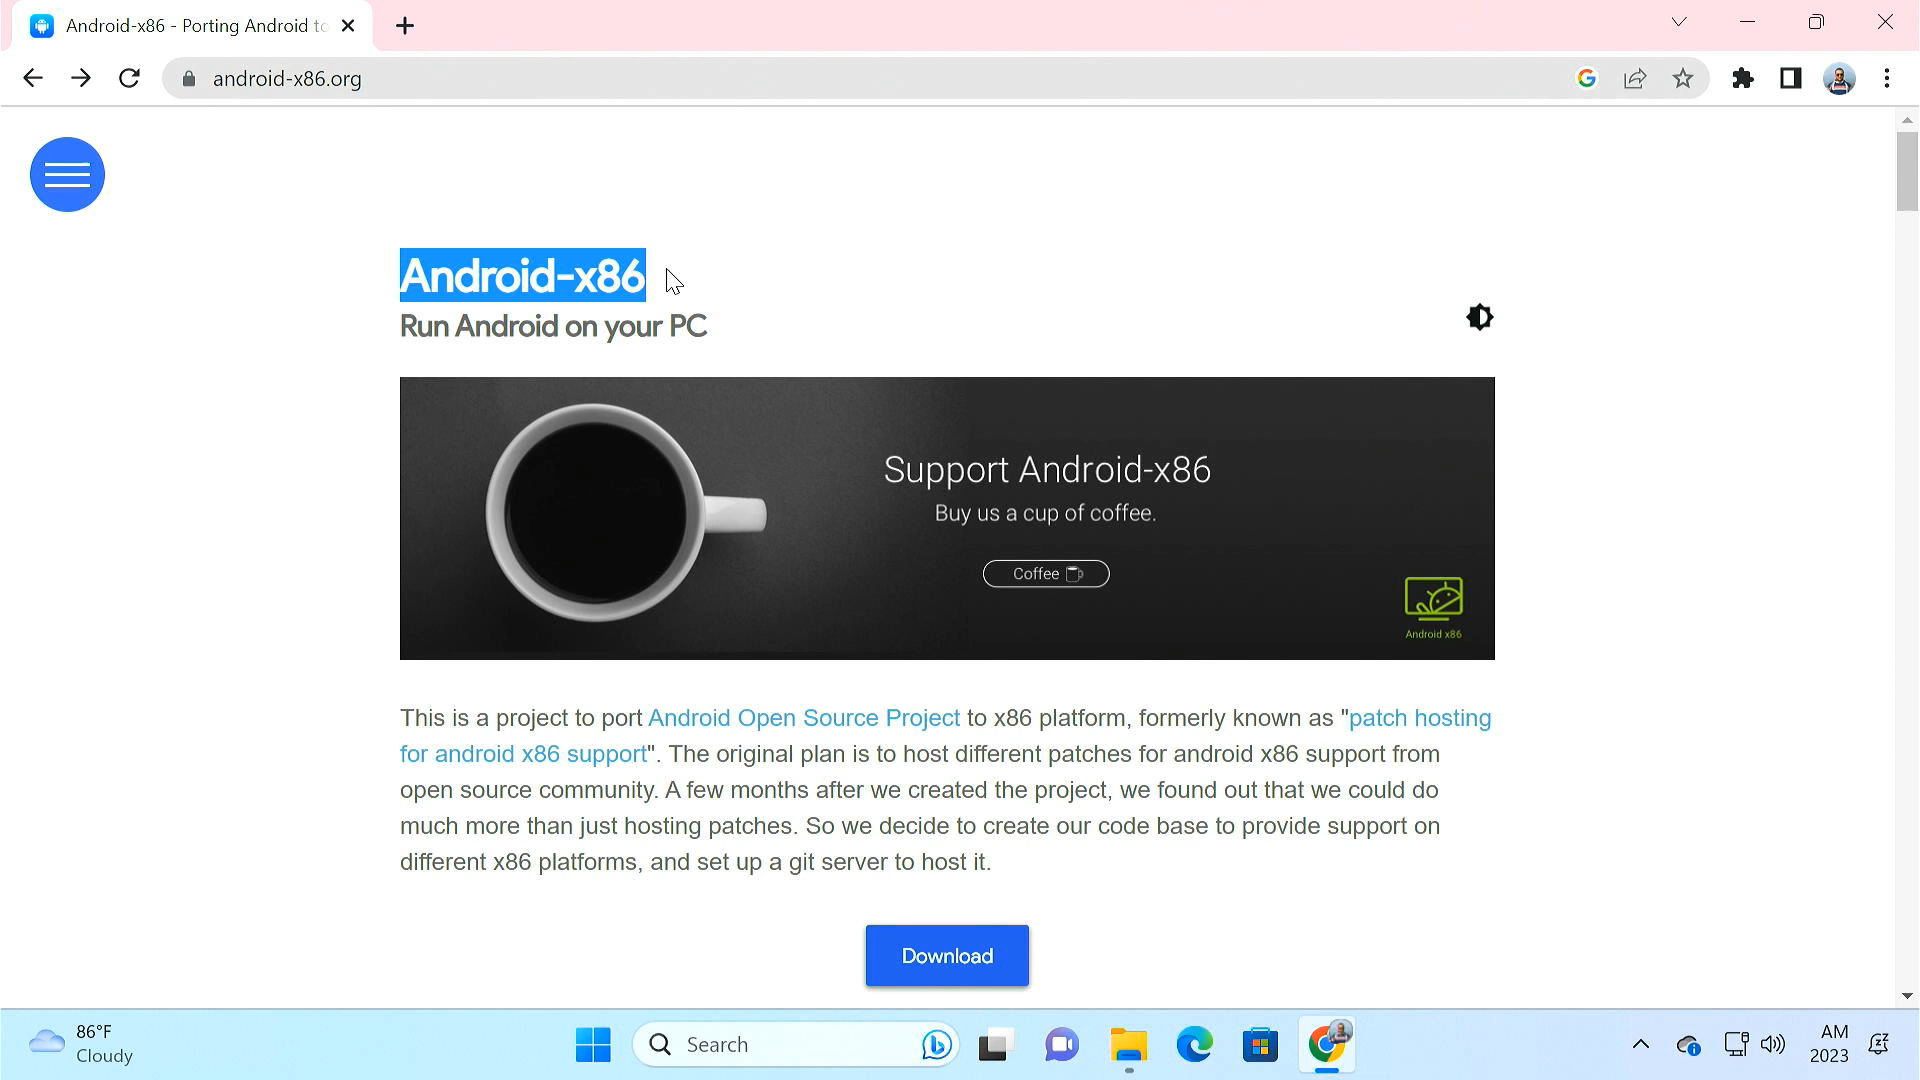 Android-x86 - Porting Android to
android-x86.org
Android-x86
Run Android on your PC
Support Android-x86
Buy us a cup of coffee.
Coffee
Android x86
This is a project to port Android Open Source Project to x86 platform, formerly known as "patch hosting
for android x86 support". The original plan is to host different patches for android x86 support from
open source community. A few months after we created the project, we found out that we could do
much more than just hosting patches. So we decide to create our code base to provide support on
different x86 platforms, and set up a git server to host it.
Download
86°F
Cloudy
Search
AM
2023